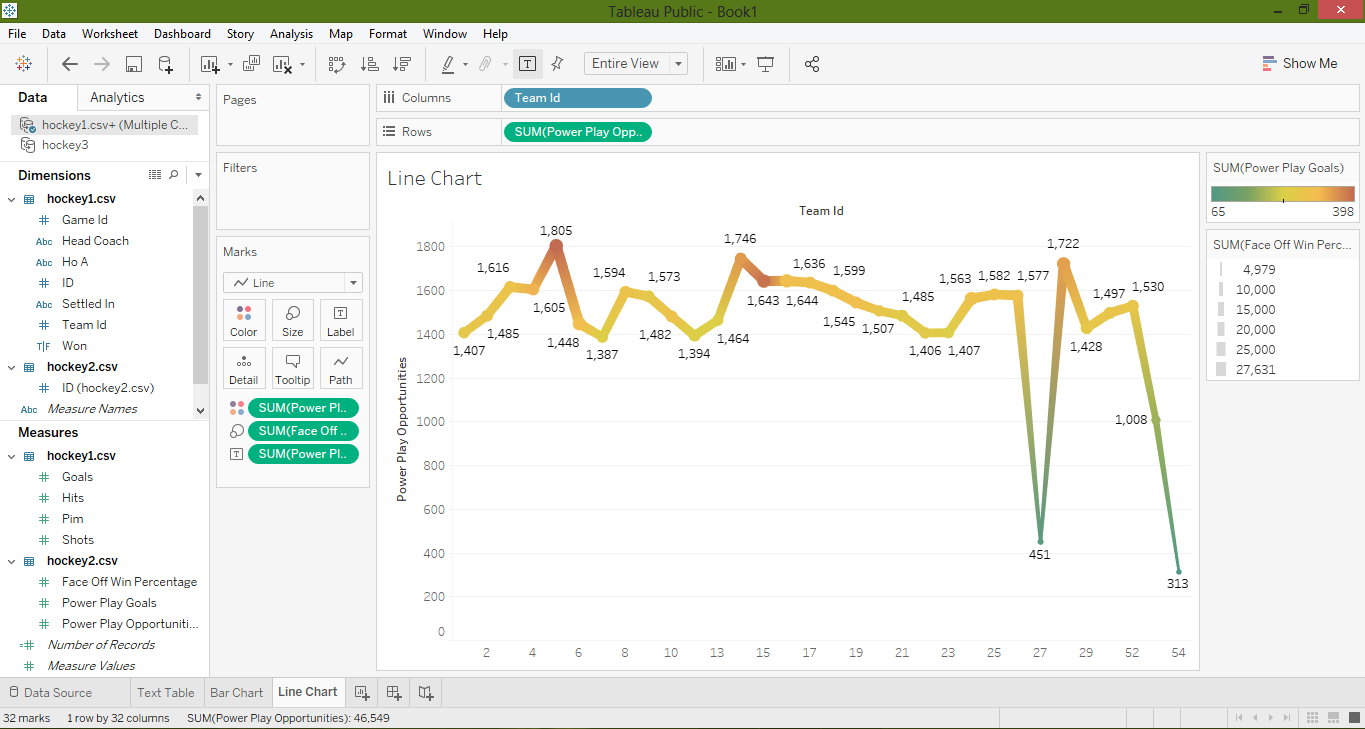 Tableau Public - Book1
File Data Worksheet Dashboard Story Analysis Map Format Window Help
Entire View
Show Me
Data Analytics
hockey1.csv+ (Multiple C...
hockey3
Dimensions
hockey1.csv
Game Id
Abc Head Coach
Abc Ho A
ID
Abc Settled In
Team Id
T|F Won
hockey2.csv
ID (hockey2.csv)
Abc Measure Names
Measures
hockey1.csv
Goals
Hits
Pim
Shots
hockey2.csv
Face Off Win Percentage
Power Play Goals
Power Play Opportuniti...
Number of Records
Measure Values
Pages
Filters
Marks
Line
Color Size Label
Detail Tooltip Path
SUM(Power Pl..
SUM(Face Off ..
SUM(Power Pl..
Columns Team Id
Rows SUM(Power Play Opp..
Line Chart
Team Id
Power Play Opportunities
1800
1600
1400
1200
1000
800
600
400
200
0
1,407
1,485
1,616
1,605
1,805
1,448
1,387
1,594
1,573
1,482
1,394
1,464
1,746
1,643
1,644
1,636
1,599
1,545
1,507
1,485
1,406
1,407
1,563
1,582
1,577
451
1,722
1,428
1,497
1,530
1,008
313
2 4 6 8 10 13 15 17 19 21 23 25 27 29 52 54
SUM(Power Play Goals)
65 398
SUM(Face Off Win Perc...
4,979
10,000
15,000
20,000
25,000
27,631
Data Source Text Table Bar Chart Line Chart
32 marks 1 row by 32 columns SUM(Power Play Opportunities): 46,549